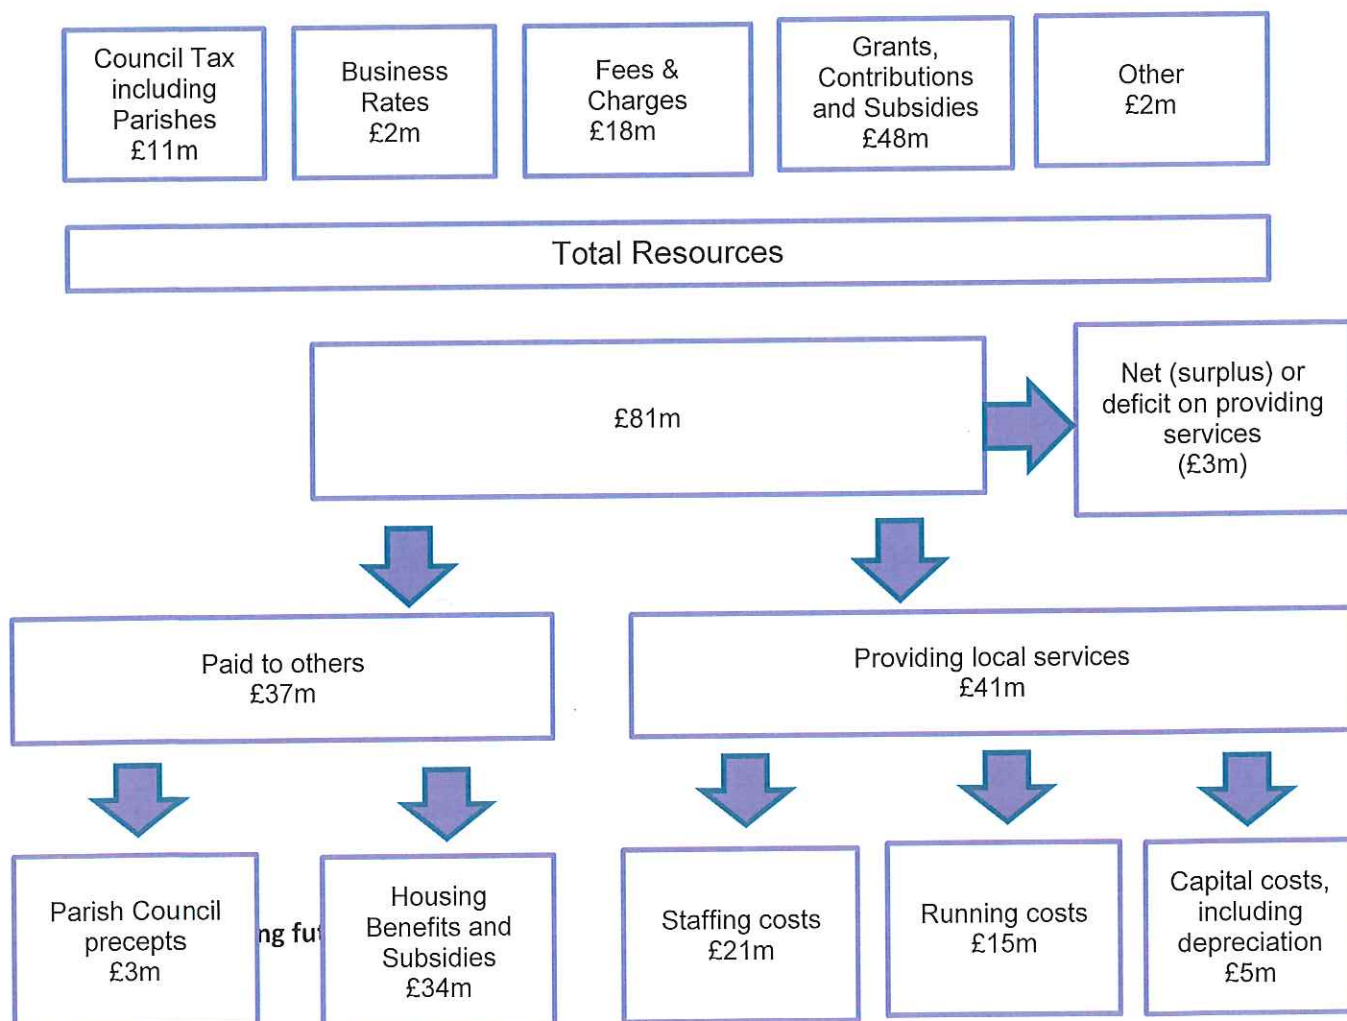 Council Tax
including
Parishes
£11m
Business
Rates
£2m
Fees &
Charges
£18m
Grants,
Contributions
and Subsidies
£48m
Other
£2m
Total Resources
£81m
Net (surplus) or
deficit on providing
services
(£3m)
Paid to others
£37m
Providing local services
£41m
Parish Council
precepts
£3m
ng fut
Housing
Benefits and
Subsidies
£34m
Staffing costs
£21m
Running costs
£15m
Capital costs,
including
depreciation
£5m